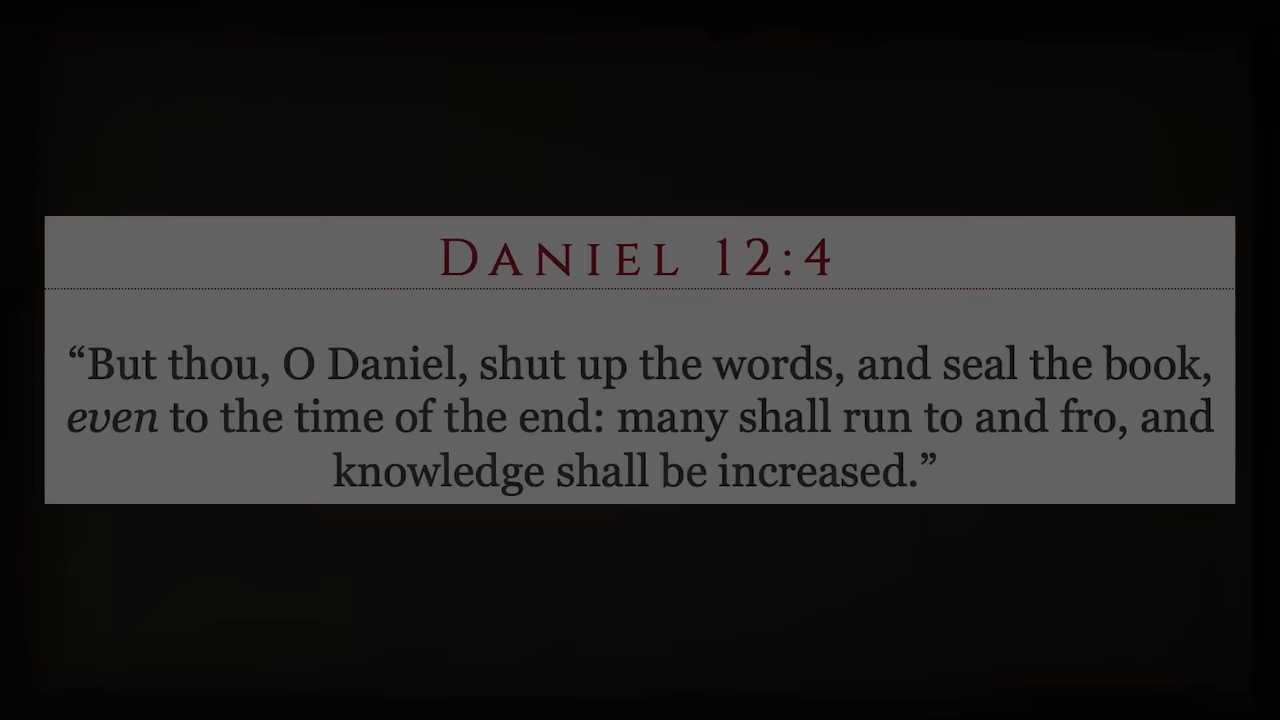 DANIEL 12:4
“But thou, O Daniel, shut up the words, and seal the book,
even to the time of the end: many shall run to and fro, and
knowledge shall be increased.”